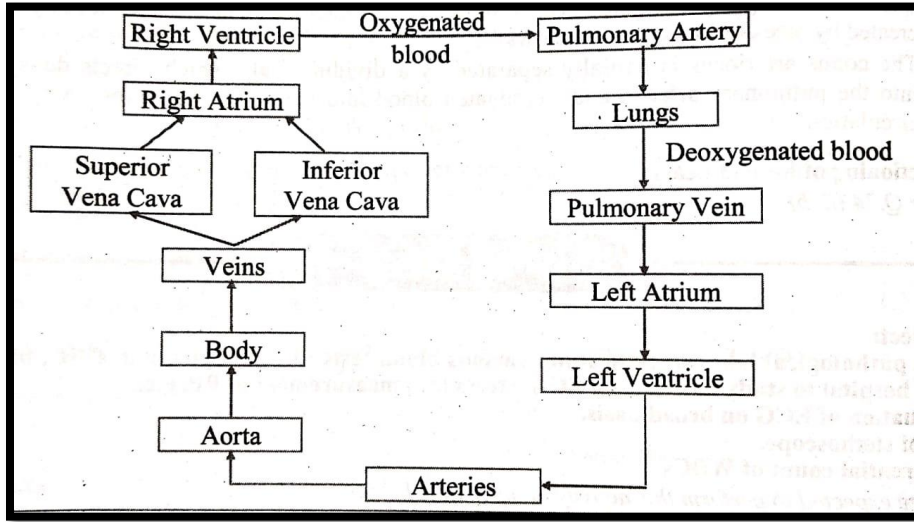 Right Ventricle
Oxygenated
blood
Pulmonary Artery
Right Atrium
Lungs
Superior
Vena Cava
Inferior
Vena Cava
Deoxygenated blood
Pulmonary Vein
Veins
Left Atrium
Body
Left Ventricle
Aorta
Arteries